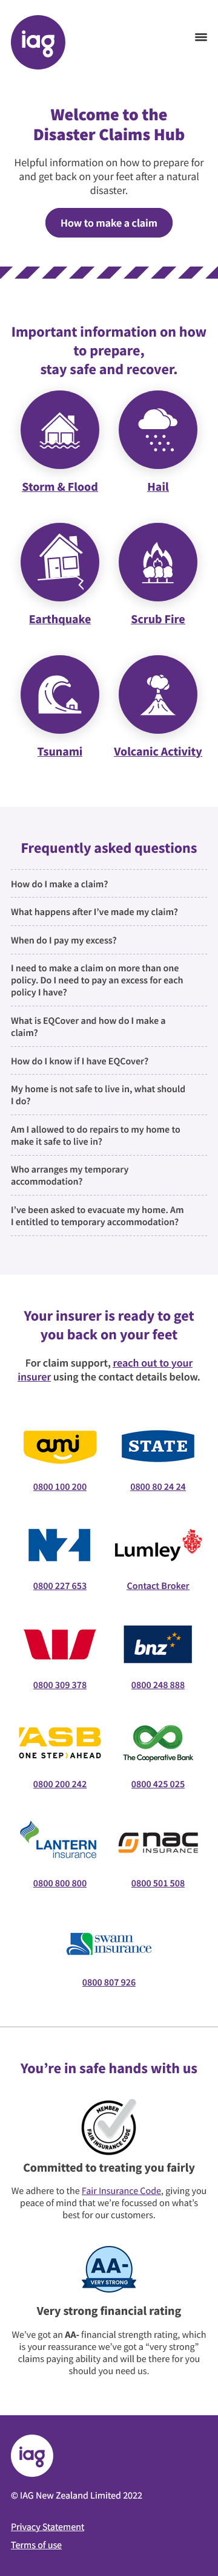 iag
Welcome to the
Disaster Claims Hub
Helpful information on how to prepare for
and get back on your feet after a natural
disaster.
How to make a claim
Important information on how
to prepare,
stay safe and recover.
Storm & Flood
Hail
Earthquake
Scrub Fire
Tsunami
Volcanic Activity
Frequently asked questions
How do I make a claim?
What happens after I've made my claim?
When do I pay my excess?
I need to make a claim on more than one
policy. Do I need to pay an excess for each
policy I have?
What is EQCover and how do I make a
claim?
How do I know if I have EQCover?
My home is not safe to live in, what should
I do?
Am I allowed to do repairs to my home to
make it safe to live in?
Who arranges my temporary
accommodation?
I've been asked to evacuate my home. Am
I entitled to temporary accommodation?
Your insurer is ready to get
you back on your feet
For claim support, reach out to your
insurer using the contact details below.
ami
STATE
0800 100 200
0800 80 24 24
NZI
Lumley
0800 227 653
Contact Broker
bnz
0800 309 378
0800 248 888
ASB
ONE STEP AHEAD
The Cooperative Bank
0800 200 242
0800 425 025
LANTERN
insurance
nac
INSURANCE
0800 800 800
0800 501 508
swann
insurance
0800 807 926
You're in safe hands with us
MEMBER
FAIR INSURANCE CODE
Committed to treating you fairly
We adhere to the Fair Insurance Code, giving you
peace of mind that we're focussed on what's
best for our customers.
AA-
VERY STRONG
Very strong financial rating
We've got an AA- financial strength rating, which
is your reassurance we've got a "very strong"
claims paying ability and will be there for you
should you need us.
iag
© IAG New Zealand Limited 2022
Privacy Statement
Terms of use